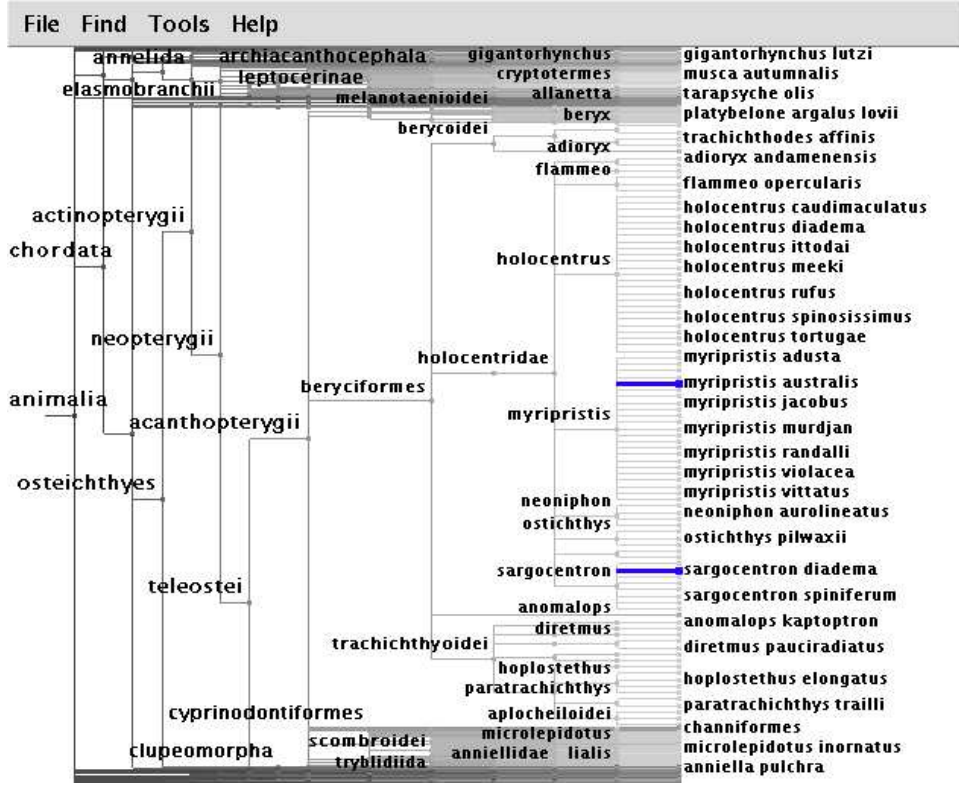 File Find Tools Help
annelida archiacanthocephala gigantorhynchus gigantorhynchus lutzi
leptocerinae cryptotermes musca autumnalis
elasmobranchii melanotaenioidei allanetta tarapsyche olis
beryx platybelone argalus lovii
berycoidei trachichthodes affinis
adioryx adioryx andamenensis
flammeo flammeo opercularis
actinopterygii holocentrus caudimaculatus
holocentrus diadema
chordata holocentrus ittodai
holocentrus holocentrus meeki
holocentrus rufus
holocentrus spinosissimus
neopterygii holocentrus tortugae
holocentridae myripristis adusta
beryciformes myripristis australis
animalia myripristis jacobus
acanthopterygii myripristis myripristis murdjan
myripristis randalli
osteichthyes myripristis violacea
myripristis vittatus
neoniphon neoniphon aurolineatus
ostichthys ostichthys pilwaxii
teleostei sargocentron sargocentron diadema
sargocentron spiniferum
anomalops anomalops kaptoptron
trachichthyoidei diretmus diretmus pauciradiatus
hoplostethus hoplostethus elongatus
paratrachichthys paratrachichthys trailli
cyprinodontiformes aplocheiloidei channiformes
clupeomorpha scombroidei microlepidotus microlepidotus inornatus
tryblidiida anniellidae lialis anniella pulchra